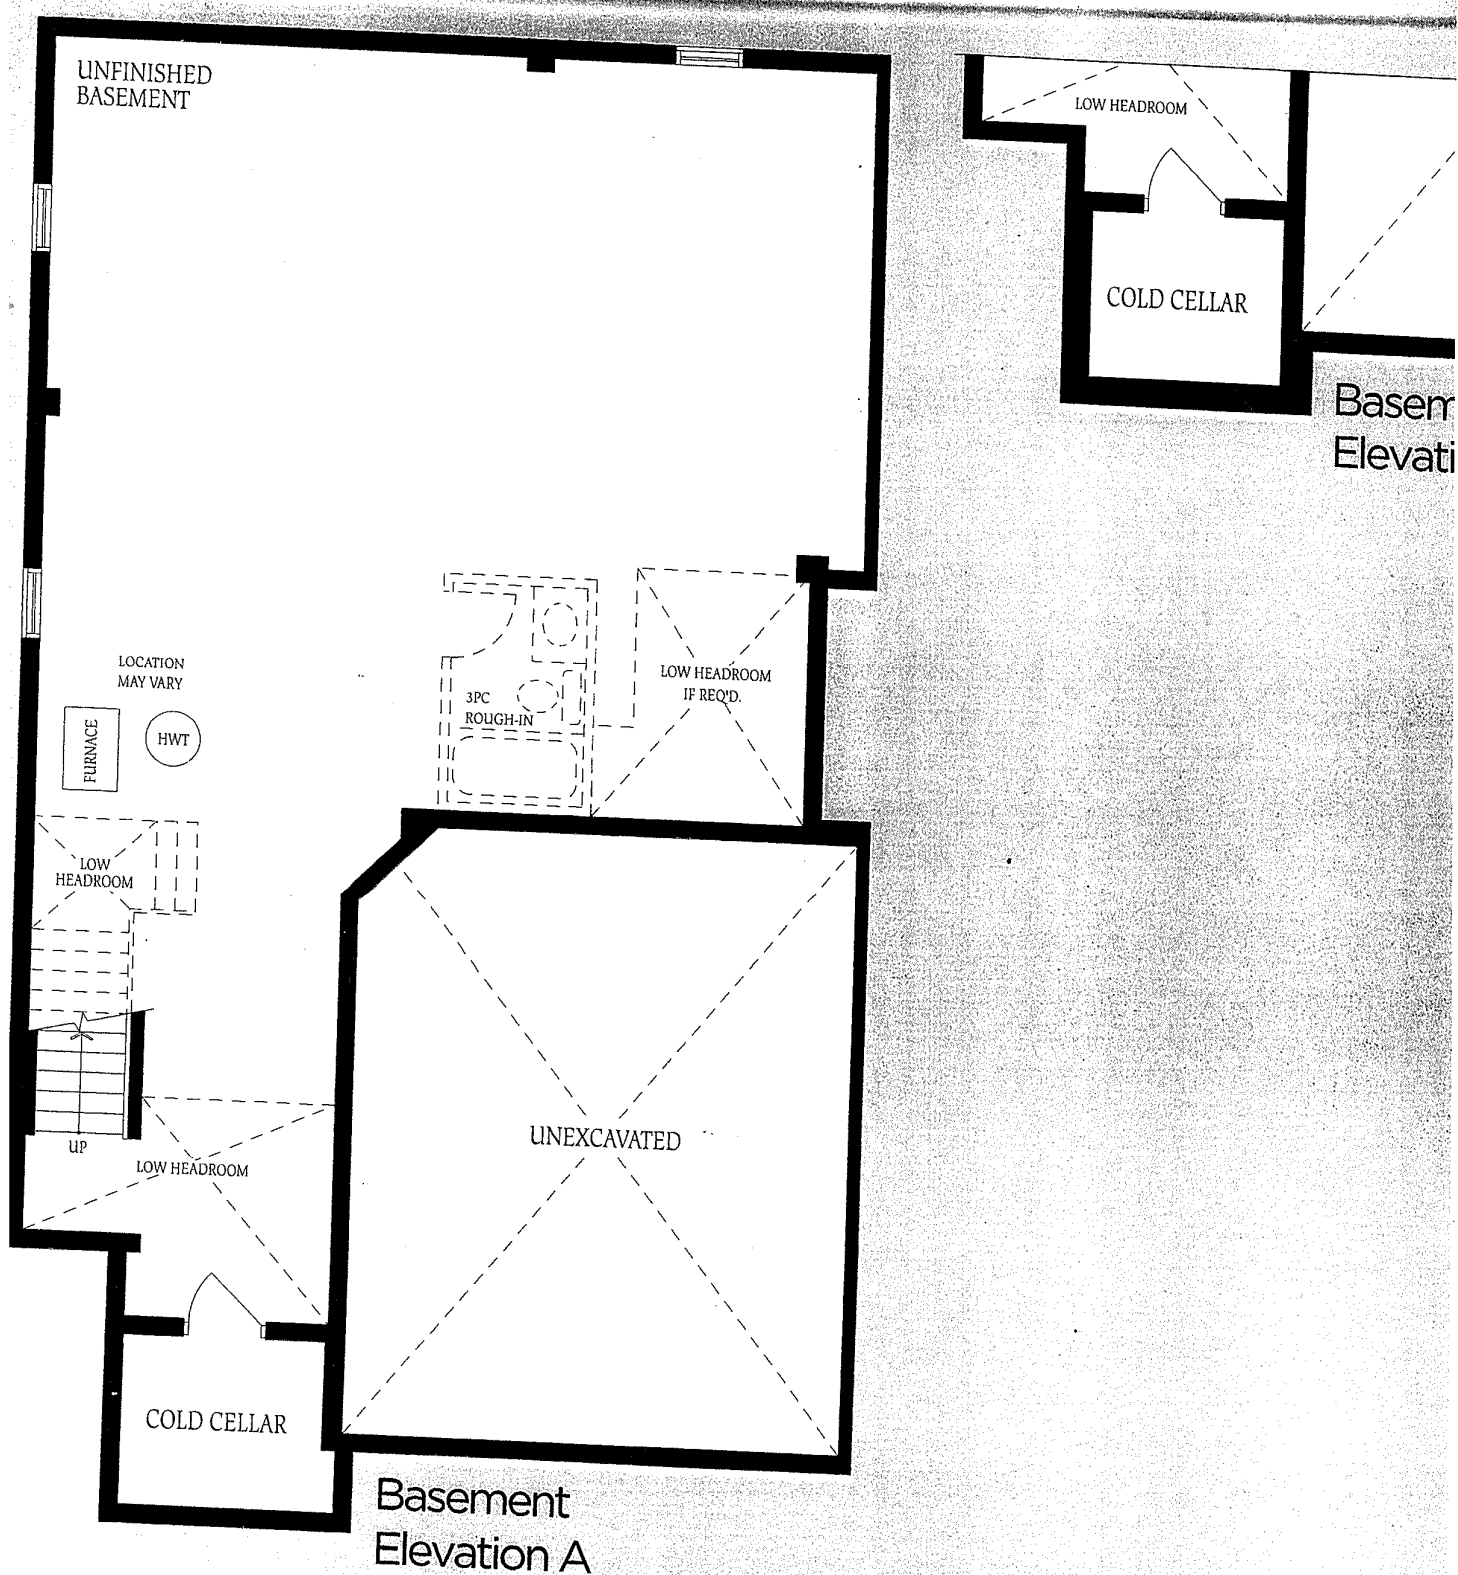 UNFINISHED
BASEMENT
LOW HEADROOM
COLD CELLAR
Basem
Elevati
LOCATION
MAY VARY
FURNACE
HWT
3PC
ROUGH-IN
LOW HEADROOM
IF REQ'D.
LOW
HEADROOM
UP
LOW HEADROOM
UNEXCAVATED
COLD CELLAR
Basement
Elevation A